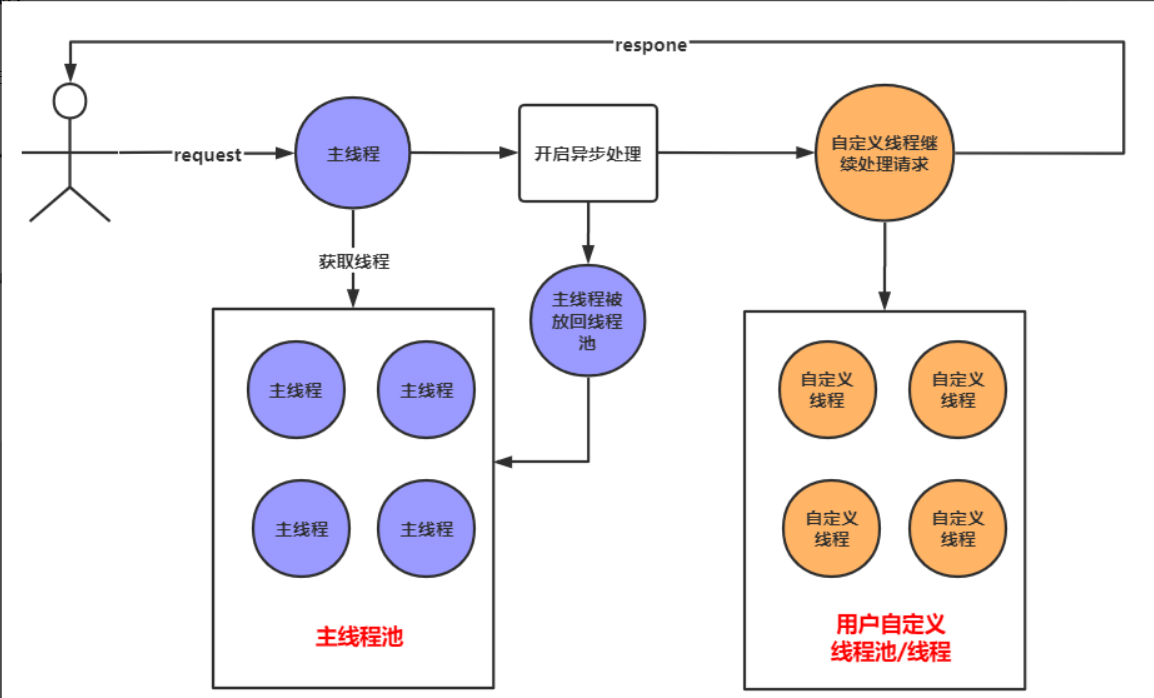 respone
request
主线程
开启异步处理
自定义线程继
续处理请求
获取线程
主线程被
放回线程
池
主线程
主线程
主线程
主线程
主线程池
自定义
线程
自定义
线程
自定义
线程
自定义
线程
用户自定义
线程池/线程